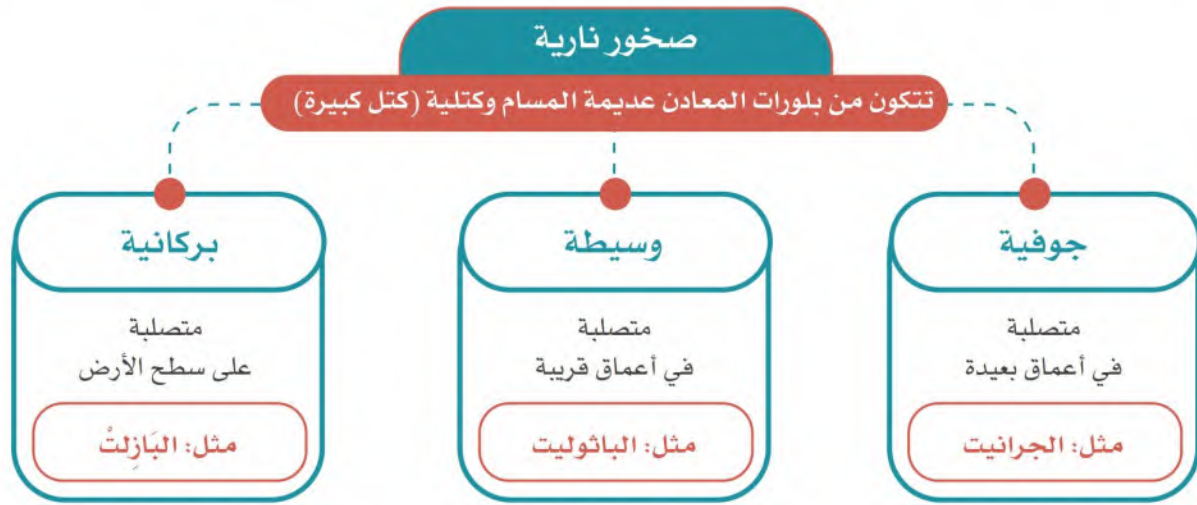 صخور نارية
تتكون من بلورات المعادن عديمة المسام وكتلية (كتل كبيرة)
جوفية
متصلبة
في أعماق بعيدة
مثل: الجرانيت
وسيطة
متصلبة
في أعماق قريبة
مثل: الباثوليت
بركانية
متصلبة
على سطح الأرض
مثل: البَازِلتْ